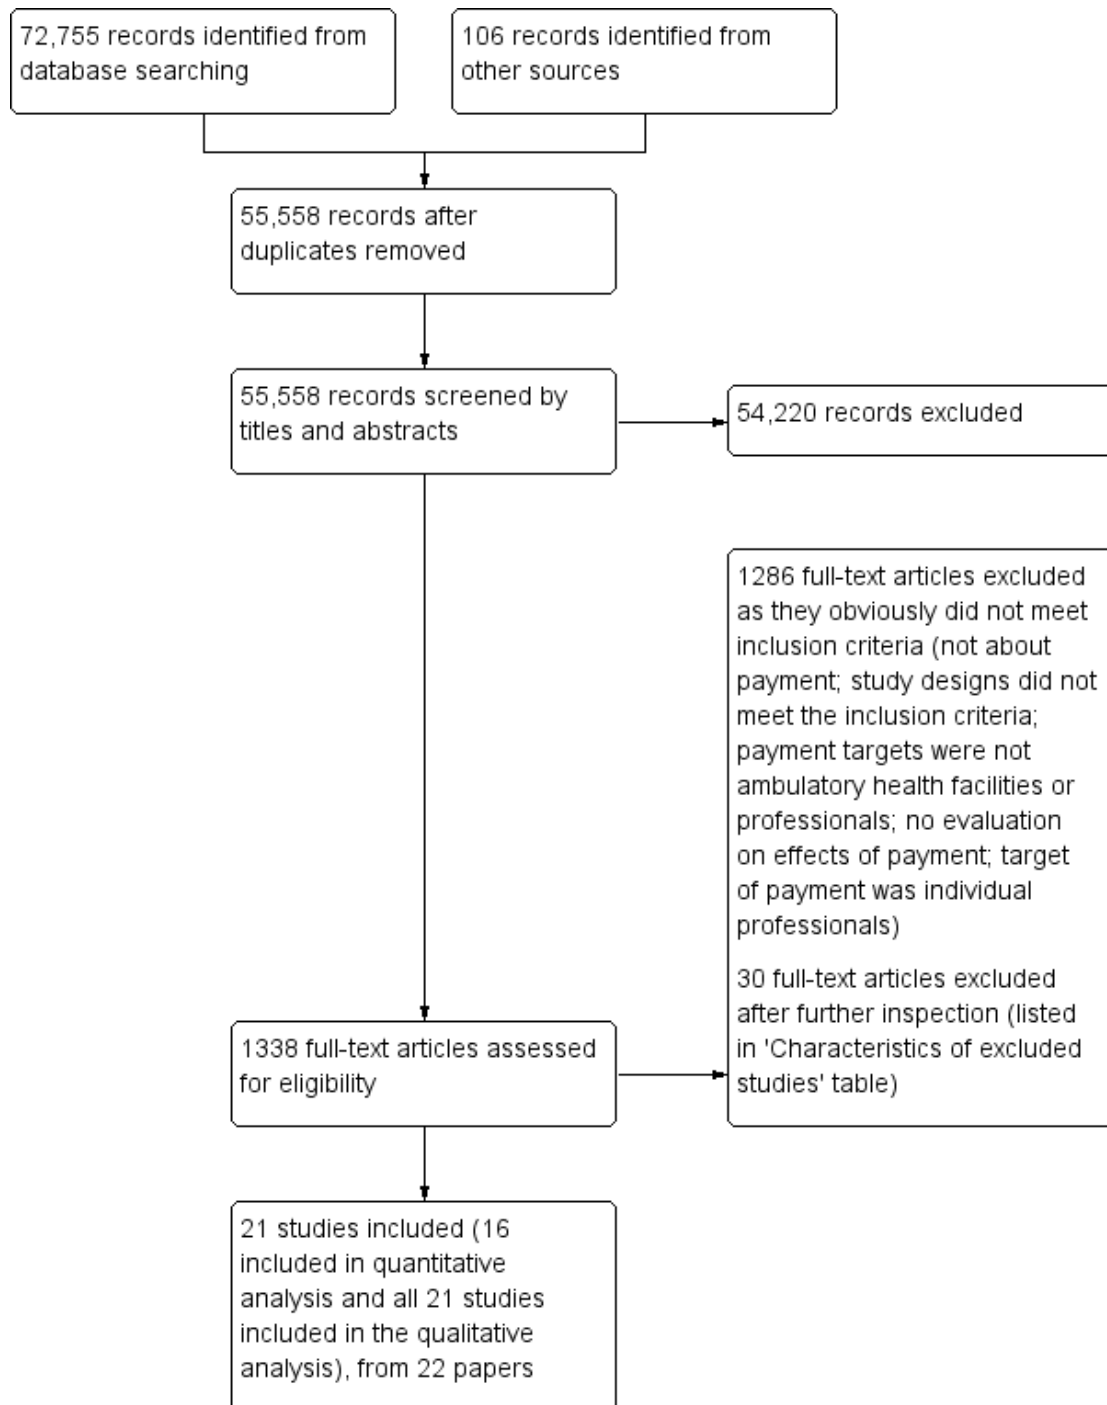 72,755 records identified from
database searching
106 records identified from
other sources
55,558 records after
duplicates removed
55,558 records screened by
titles and abstracts
54,220 records excluded
1286 full-text articles excluded
as they obviously did not meet
inclusion criteria (not about
payment; study designs did not
meet the inclusion criteria;
payment targets were not
ambulatory health facilities or
professionals; no evaluation
on effects of payment; target
of payment was individual
professionals)
30 full-text articles excluded
after further inspection (listed
in 'Characteristics of excluded
studies' table)
1338 full-text articles assessed
for eligibility
21 studies included (16
included in quantitative
analysis and all 21 studies
included in the qualitative
analysis), from 22 papers